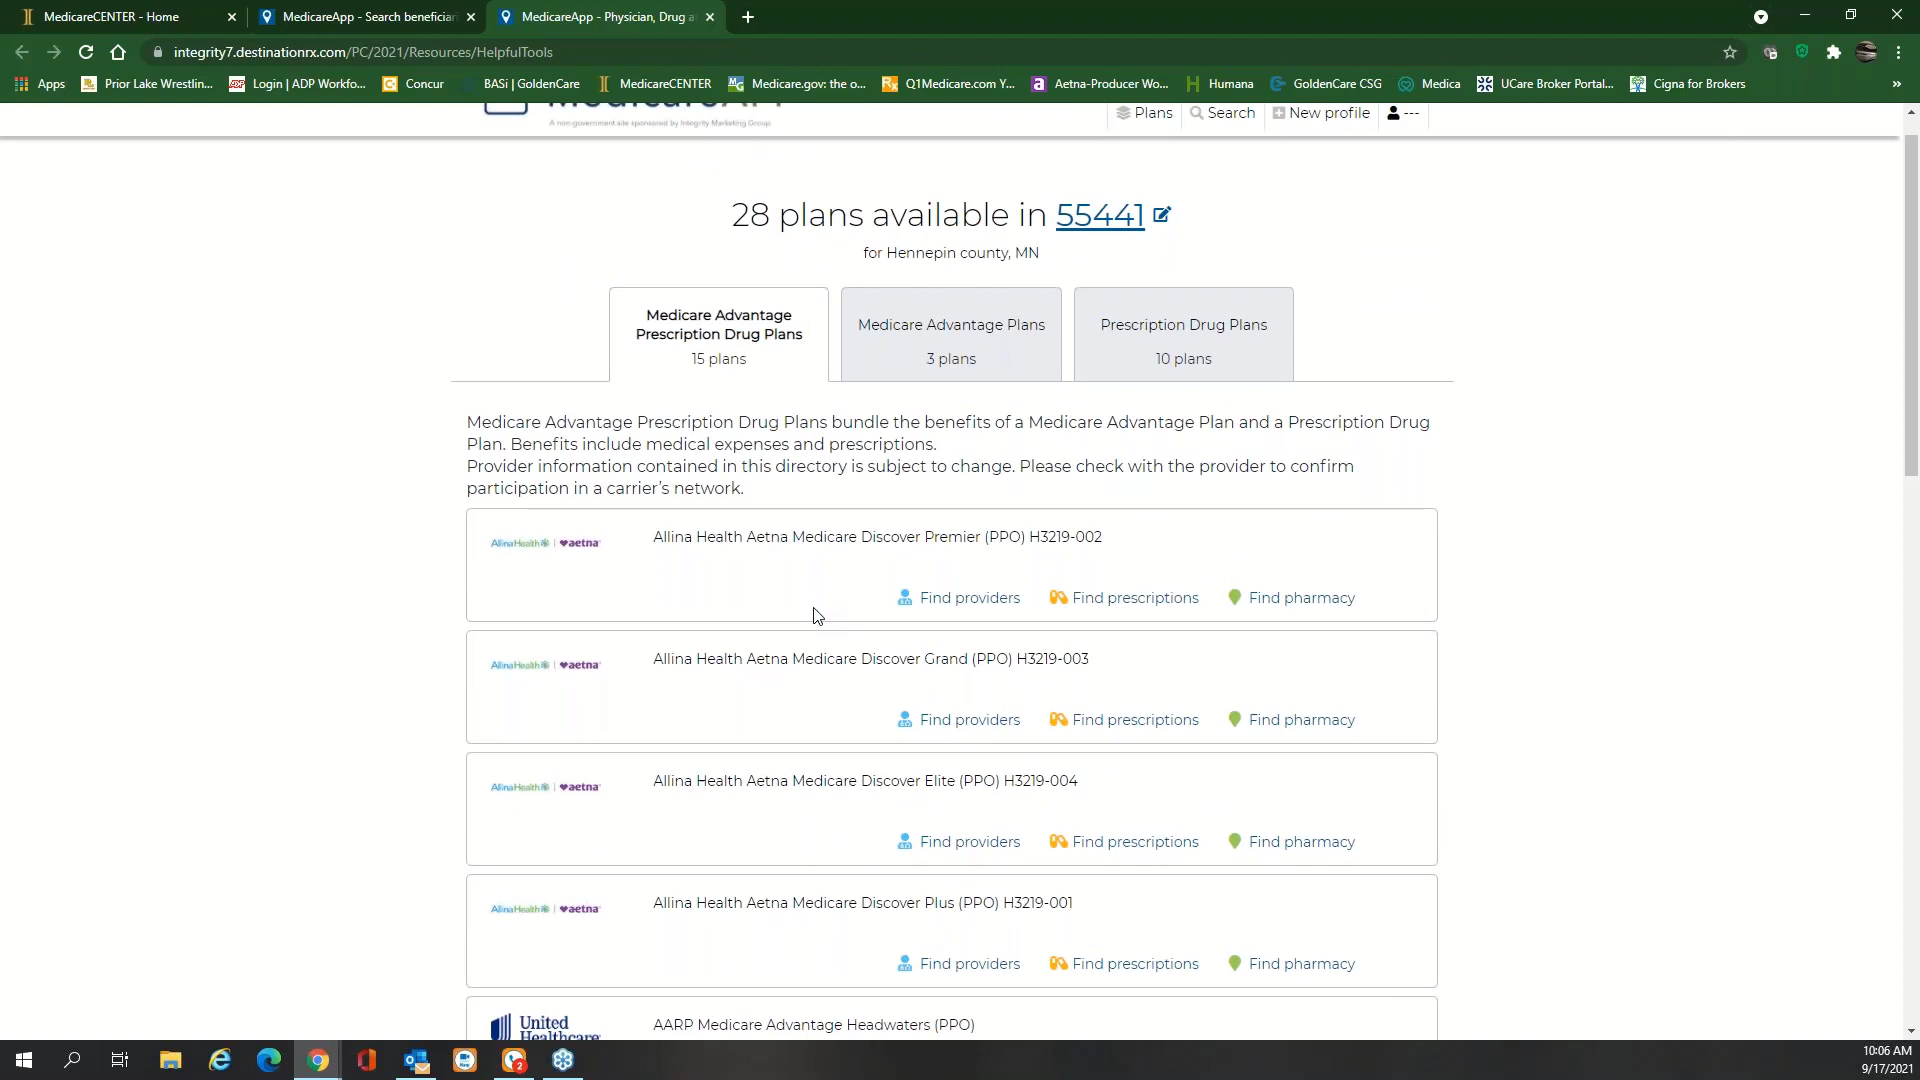 MedicareCENTER - Home
MedicareApp - Search beneficiar
MedicareApp - Physician, Drug a
integrity7.destinationrx.com/PC/2021/Resources/HelpfulTools
Apps Prior Lake Wrestlin... Login | ADP Workfo... Concur BASi | GoldenCare MedicareCENTER Medicare.gov: the o... Q1Medicare.com Y... Aetna-Producer Wo... Humana GoldenCare CSG Medica UCare Broker Portal... Cigna for Brokers »
A non-government site sponsored by Integrity Marketing Group
Plans Search New profile ---
28 plans available in 55441
for Hennepin county, MN
Medicare Advantage
Prescription Drug Plans
15 plans
Medicare Advantage Plans
3 plans
Prescription Drug Plans
10 plans
Medicare Advantage Prescription Drug Plans bundle the benefits of a Medicare Advantage Plan and a Prescription Drug
Plan. Benefits include medical expenses and prescriptions.
Provider information contained in this directory is subject to change. Please check with the provider to confirm
participation in a carrier's network.
AllinaHealth | aetna Allina Health Aetna Medicare Discover Premier (PPO) H3219-002
Find providers Find prescriptions Find pharmacy
AllinaHealth | aetna Allina Health Aetna Medicare Discover Grand (PPO) H3219-003
Find providers Find prescriptions Find pharmacy
AllinaHealth | aetna Allina Health Aetna Medicare Discover Elite (PPO) H3219-004
Find providers Find prescriptions Find pharmacy
AllinaHealth | aetna Allina Health Aetna Medicare Discover Plus (PPO) H3219-001
Find providers Find prescriptions Find pharmacy
United
Healthcare
AARP Medicare Advantage Headwaters (PPO)
2
10:06 AM
9/17/2021